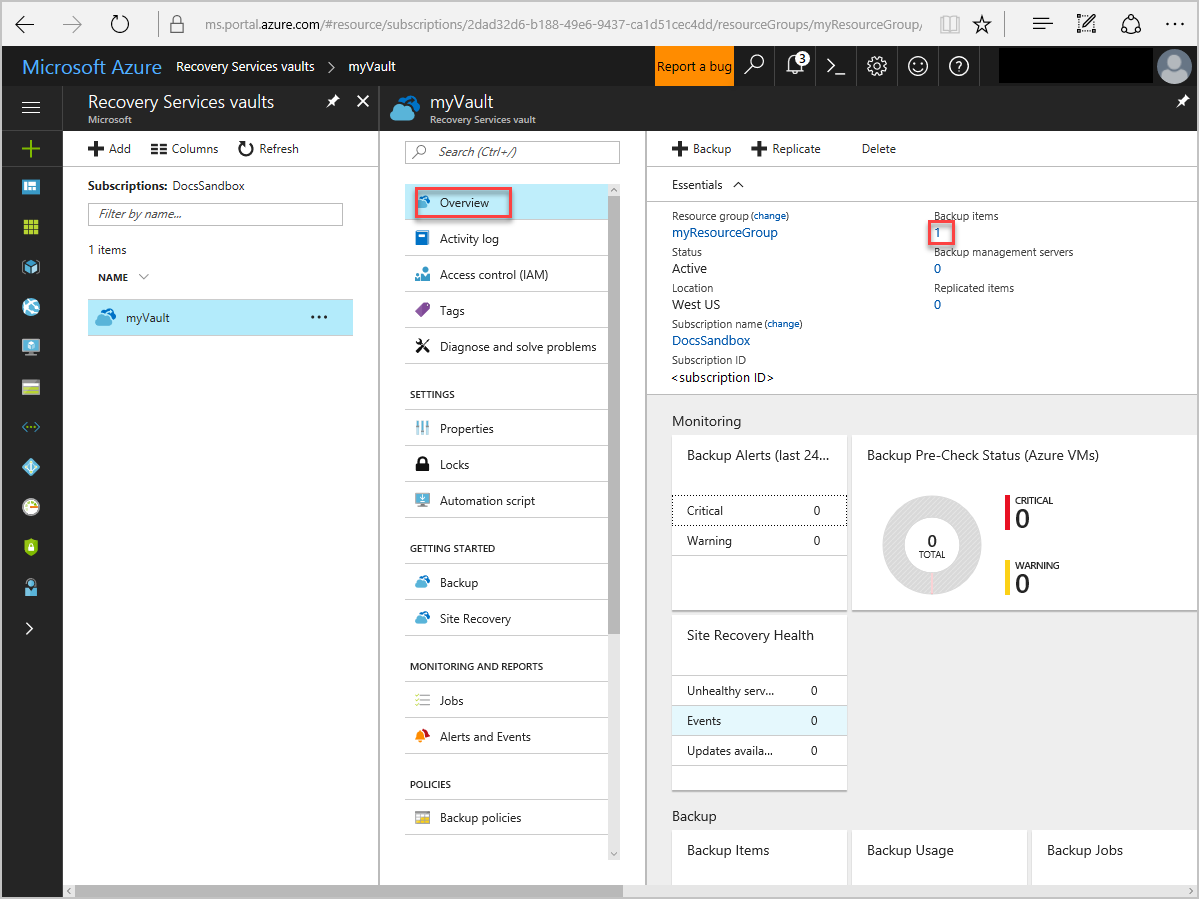 ms.portal.azure.com/#resource/subscriptions/2dad32d6-b188-49e6-9437-ca1d51cec4dd/resourceGroups/myResourceGroup/
Microsoft Azure Recovery Services vaults > myVault Report a bug 3
Recovery Services vaults
Microsoft
Add Columns Refresh
Subscriptions: DocsSandbox
Filter by name...
1 items
NAME
myVault ...
myVault
Recovery Services vault
Search (Ctrl+/)
Overview
Activity log
Access control (IAM)
Tags
Diagnose and solve problems
SETTINGS
Properties
Locks
Automation script
GETTING STARTED
Backup
Site Recovery
MONITORING AND REPORTS
Jobs
Alerts and Events
POLICIES
Backup policies
Backup Replicate Delete
Essentials
Resource group (change)
myResourceGroup
Status
Active
Location
West US
Subscription name (change)
DocsSandbox
Subscription ID
<subscription ID>
Backup items
1
Backup management servers
0
Replicated items
0
Monitoring
Backup Alerts (last 24...
Critical 0
Warning 0
Backup Pre-Check Status (Azure VMs)
0
TOTAL
CRITICAL
0
WARNING
0
Site Recovery Health
Unhealthy serv... 0
Events 0
Updates availa... 0
Backup
Backup Items
Backup Usage
Backup Jobs